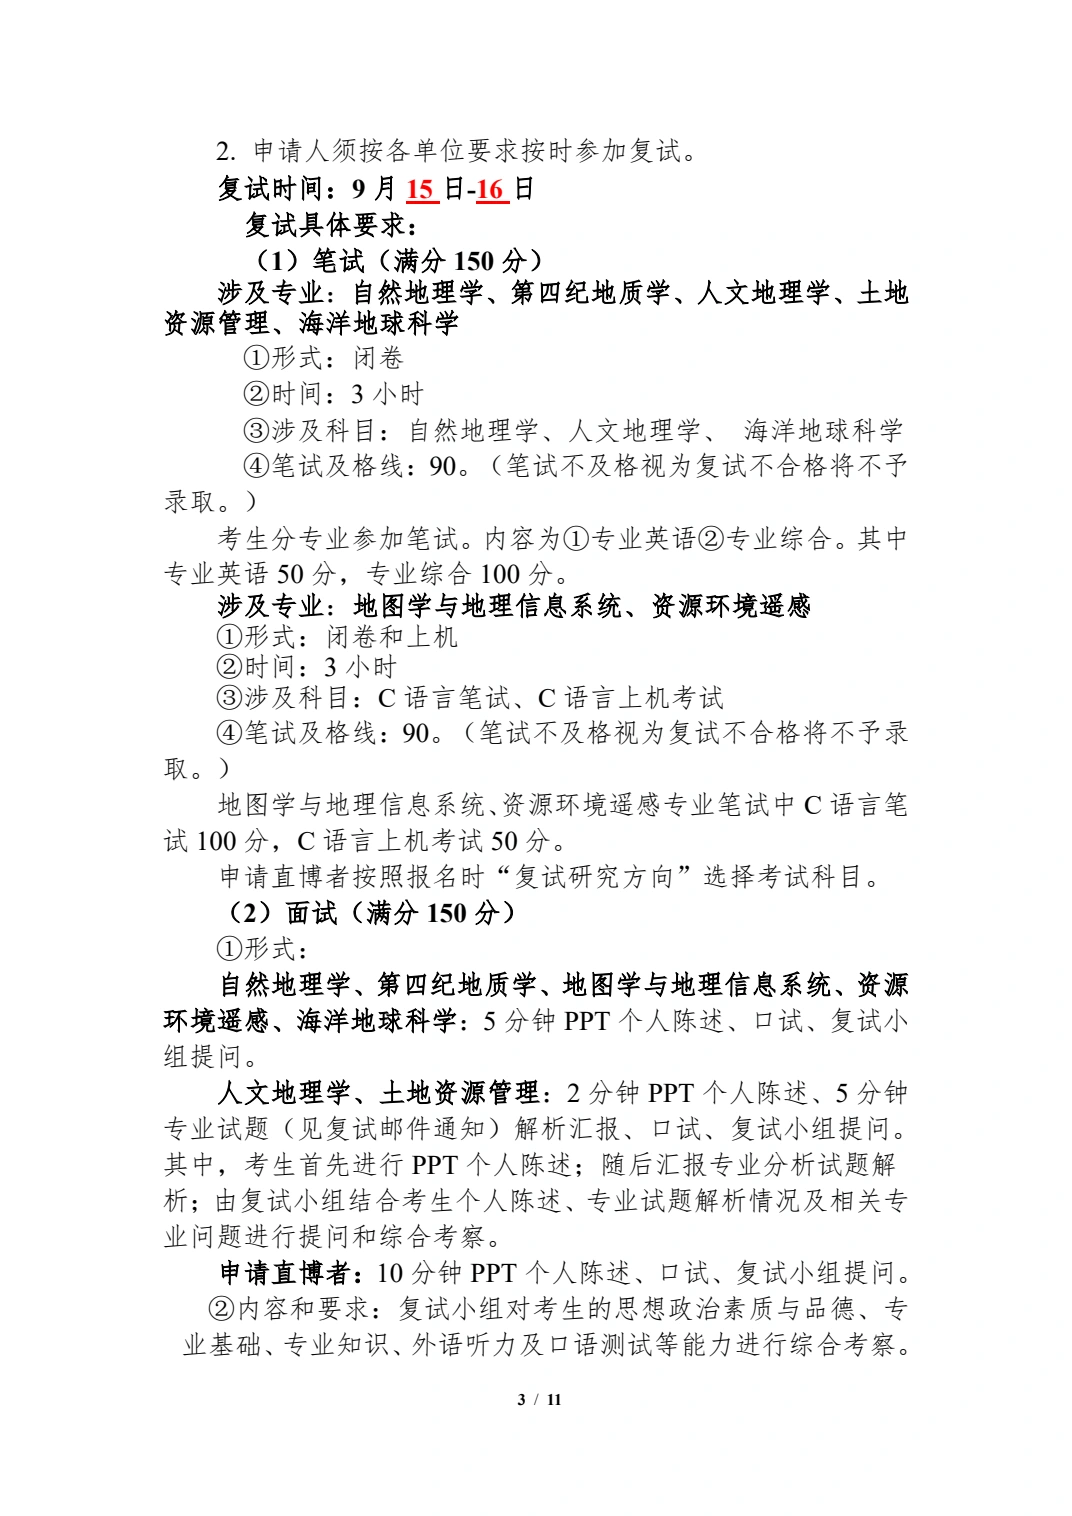 2. 申请人须按各单位要求按时参加复试。
复试时间：9 月 15 日-16 日
复试具体要求：
（1）笔试（满分 150 分）
涉及专业：自然地理学、第四纪地质学、人文地理学、土地
资源管理、海洋地球科学
①形式：闭卷
②时间：3 小时
③涉及科目：自然地理学、人文地理学、 海洋地球科学
④笔试及格线：90。（笔试不及格视为复试不合格将不予
录取。）
考生分专业参加笔试。内容为①专业英语②专业综合。其中
专业英语 50 分，专业综合 100 分。
涉及专业：地图学与地理信息系统、资源环境遥感
①形式：闭卷和上机
②时间：3 小时
③涉及科目：C 语言笔试、C 语言上机考试
④笔试及格线：90。（笔试不及格视为复试不合格将不予录
取。）
地图学与地理信息系统、资源环境遥感专业笔试中 C 语言笔
试 100 分，C 语言上机考试 50 分。
申请直博者按照报名时“复试研究方向”选择考试科目。
（2）面试（满分 150 分）
①形式：
自然地理学、第四纪地质学、地图学与地理信息系统、资源
环境遥感、海洋地球科学：5 分钟 PPT 个人陈述、口试、复试小
组提问。
人文地理学、土地资源管理：2 分钟 PPT 个人陈述、5 分钟
专业试题（见复试邮件通知）解析汇报、口试、复试小组提问。
其中，考生首先进行 PPT 个人陈述；随后汇报专业分析试题解
析；由复试小组结合考生个人陈述、专业试题解析情况及相关专
业问题进行提问和综合考察。
申请直博者：10 分钟 PPT 个人陈述、口试、复试小组提问。
②内容和要求：复试小组对考生的思想政治素质与品德、专
业基础、专业知识、外语听力及口语测试等能力进行综合考察。
3 / 11